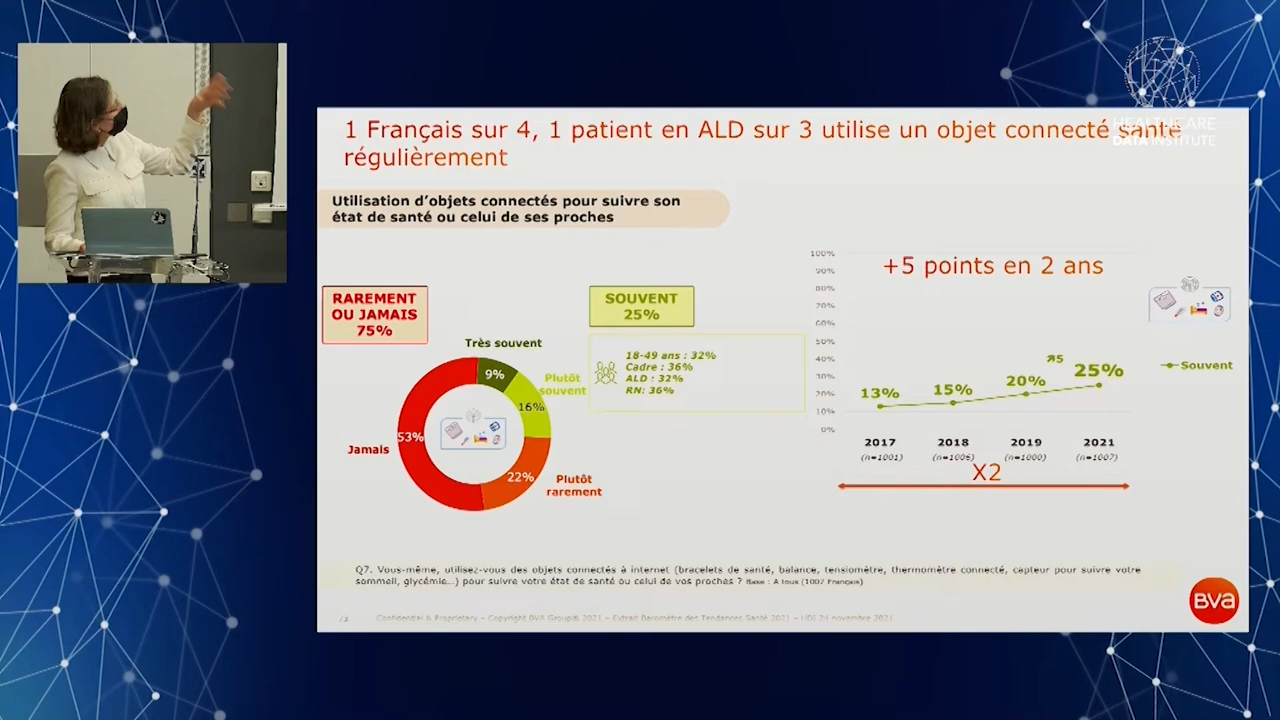 1 Français sur 4, 1 patient en ALD sur 3 utilise un objet connecté santé
régulièrement
HEALTHCARE
DATA INSTITUTE
Utilisation d’objets connectés pour suivre son
état de santé ou celui de ses proches
RAREMENT
OU JAMAIS
75%
SOUVENT
25%
18-49 ans : 32%
Cadre : 36%
ALD : 32%
RN: 36%
Très souvent
9%
Plutôt
souvent
16%
53%
Jamais
22%
Plutôt
rarement
+5 points en 2 ans
100%
90%
80%
70%
60%
50%
40%
30%
20%
10%
0%
13%
15%
20%
↗5
25%
Souvent
2017
2018
2019
2021
(n=1001)
(n=1006)
(n=1000)
(n=1007)
X2
Q7. Vous-même, utilisez-vous des objets connectés à internet (bracelets de santé, balance, tensiomètre, thermomètre connecté, capteur pour suivre votre
sommeil, glycémie…) pour suivre votre état de santé ou celui de vos proches ? Base : A tous (1007 Français)
BVA
73
Confidential & Proprietary – Copyright BVA Group® 2021 – Extrait Baromètre des Tendances Santé 2021 – HDI 24 novembre 2021